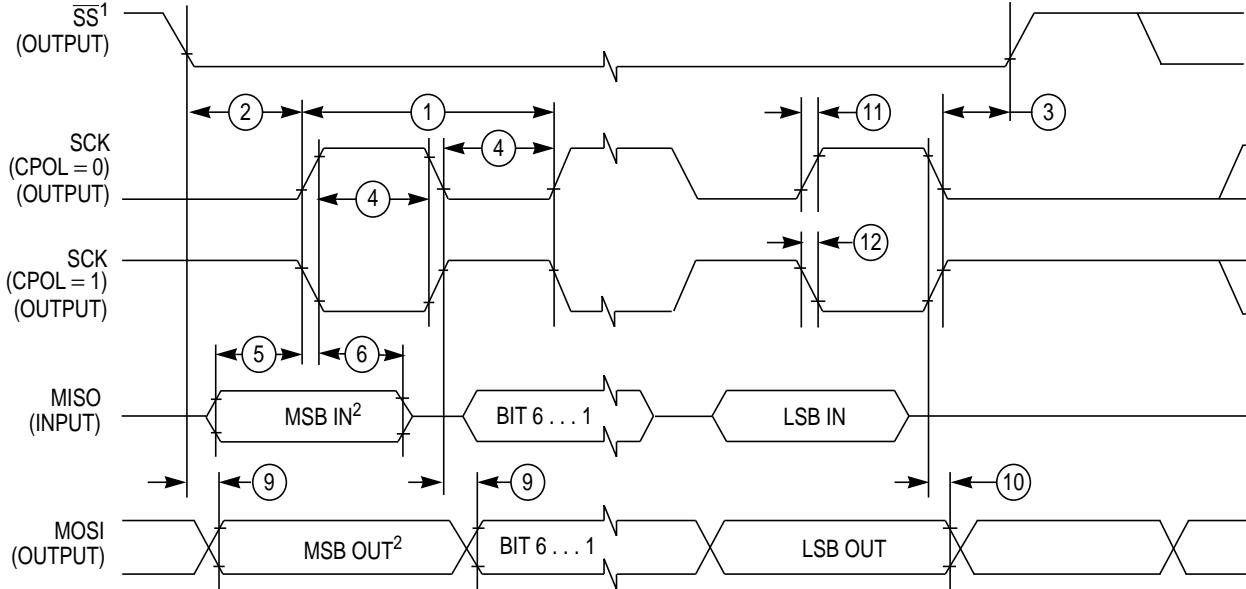 SS¹
(OUTPUT)
2
1
11
3
SCK
(CPOL = 0)
(OUTPUT)
4
4
12
SCK
(CPOL = 1)
(OUTPUT)
5
6
MISO
(INPUT)
MSB IN²
BIT 6 . . . 1
LSB IN
9
9
10
MOSI
(OUTPUT)
MSB OUT²
BIT 6 . . . 1
LSB OUT